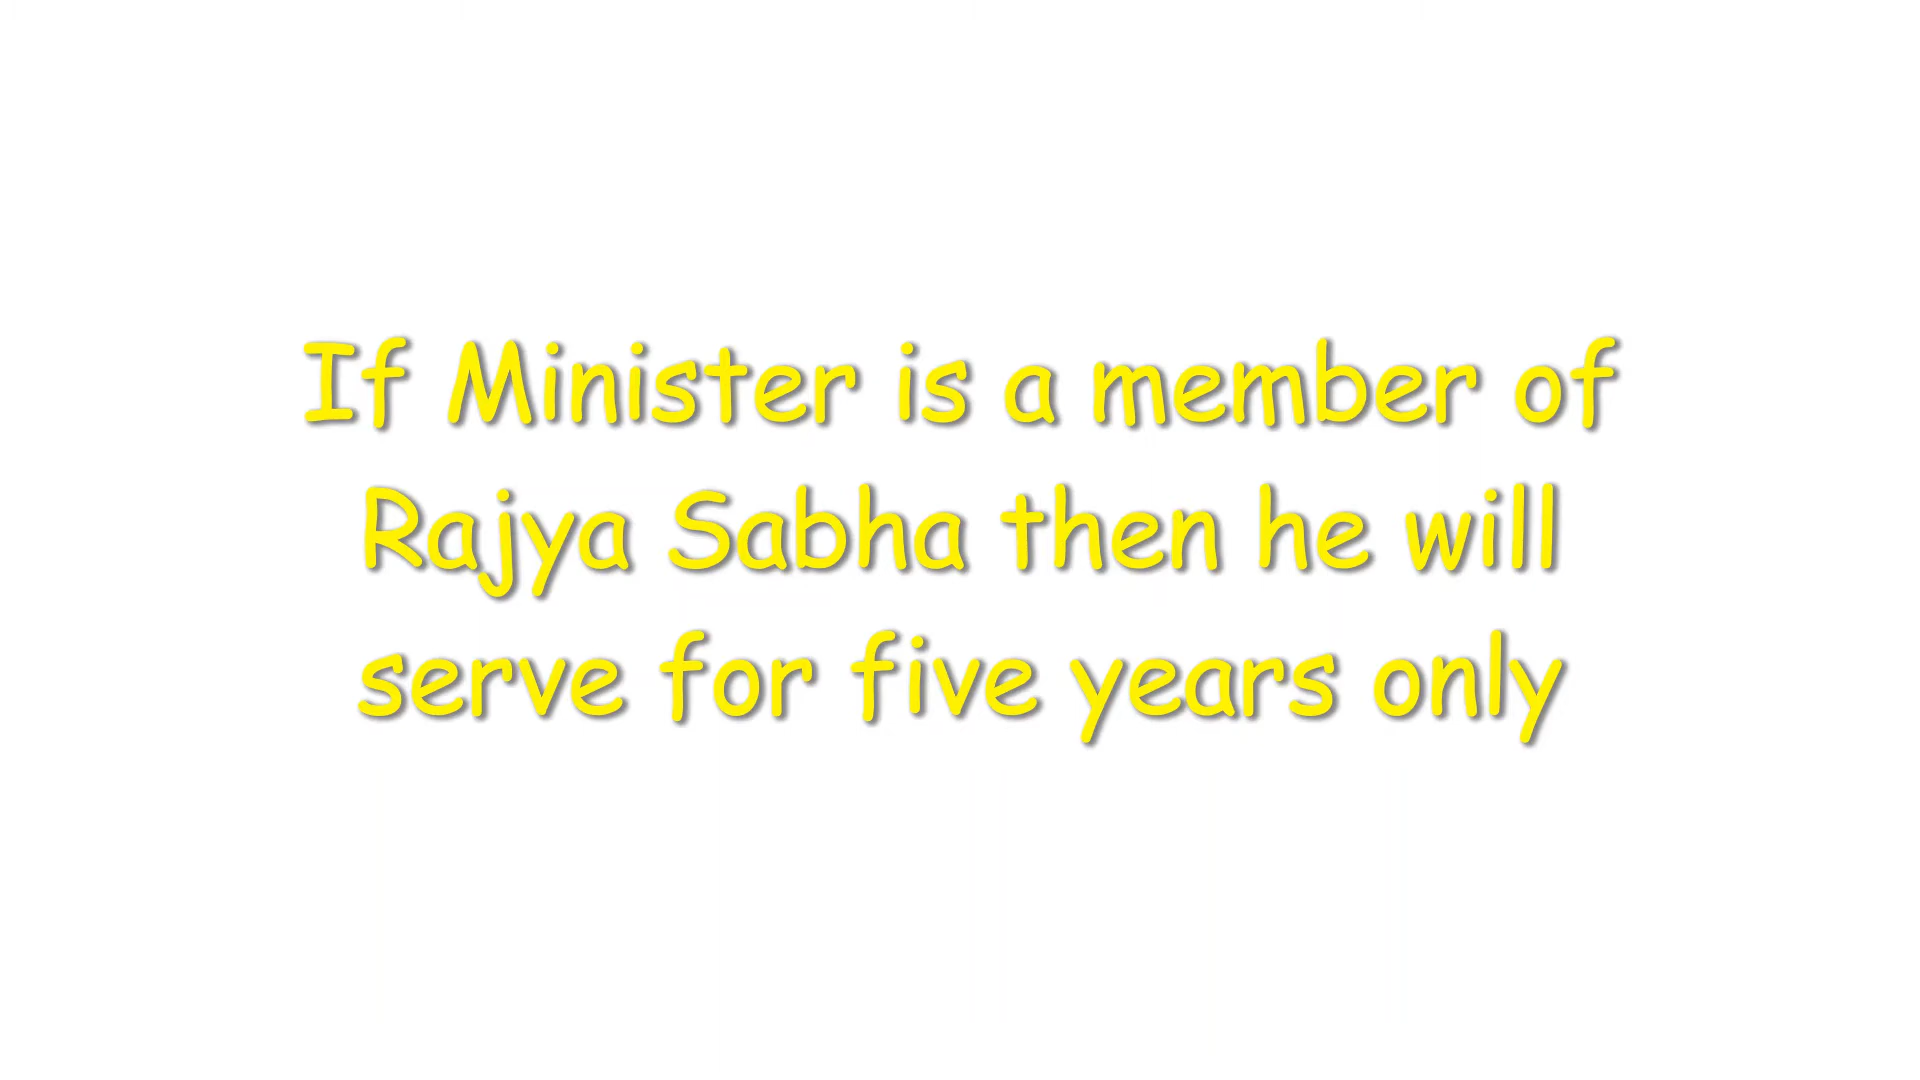 If Minister is a member of
Rajya Sabha then he will
serve for five years only